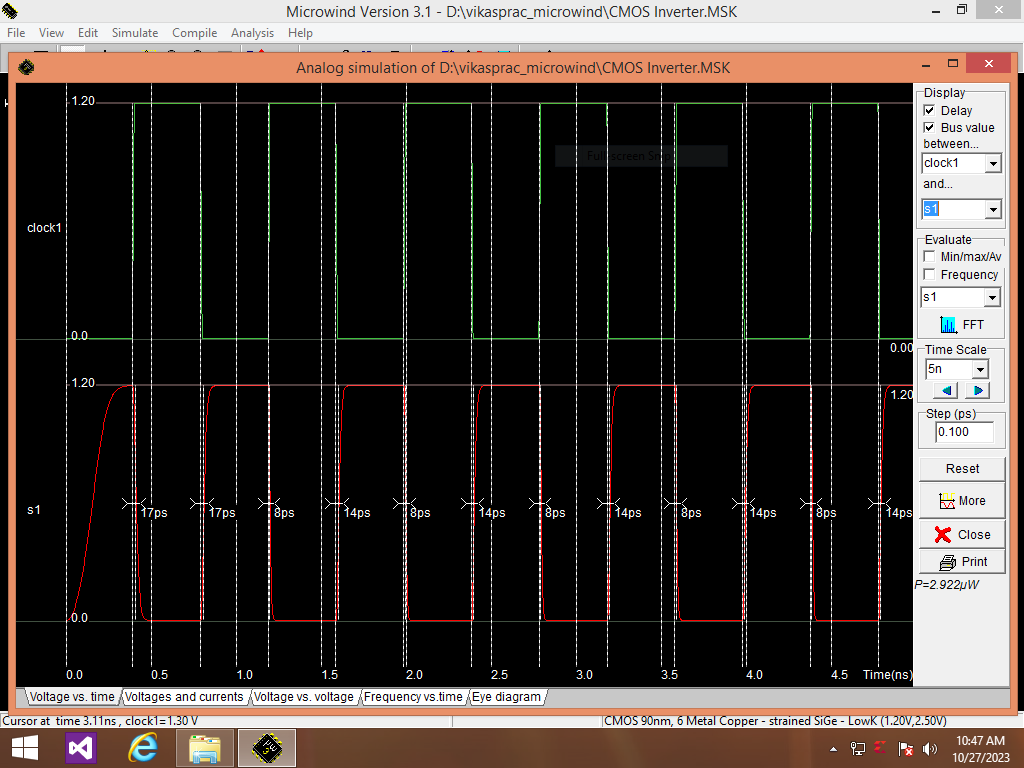 Microwind Version 3.1 - D:\vikasprac_microwind\CMOS Inverter.MSK
File View Edit Simulate Compile Analysis Help
Analog simulation of D:\vikasprac_microwind\CMOS Inverter.MSK
Display
Delay
Bus value
between...
clock1
and...
s1
Evaluate
Min/max/Av
Frequency
s1
FFT
Time Scale
5n
Step (ps)
0.100
Reset
More
Close
Print
P=2.922µW
1.20
Full-screen Snip
clock1
0.0
0.00
1.20
1.20
s1
17ps 17ps 8ps 14ps 8ps 14ps 8ps 14ps 8ps 14ps 8ps 14ps
0.0
0.0 0.5 1.0 1.5 2.0 2.5 3.0 3.5 4.0 4.5 Time(ns)
Voltage vs. time Voltages and currents Voltage vs. voltage Frequency vs.time Eye diagram
Cursor at time 3.11ns , clock1=1.30 V
CMOS 90nm, 6 Metal Copper - strained SiGe - LowK (1.20V,2.50V)
10:47 AM
10/27/2023